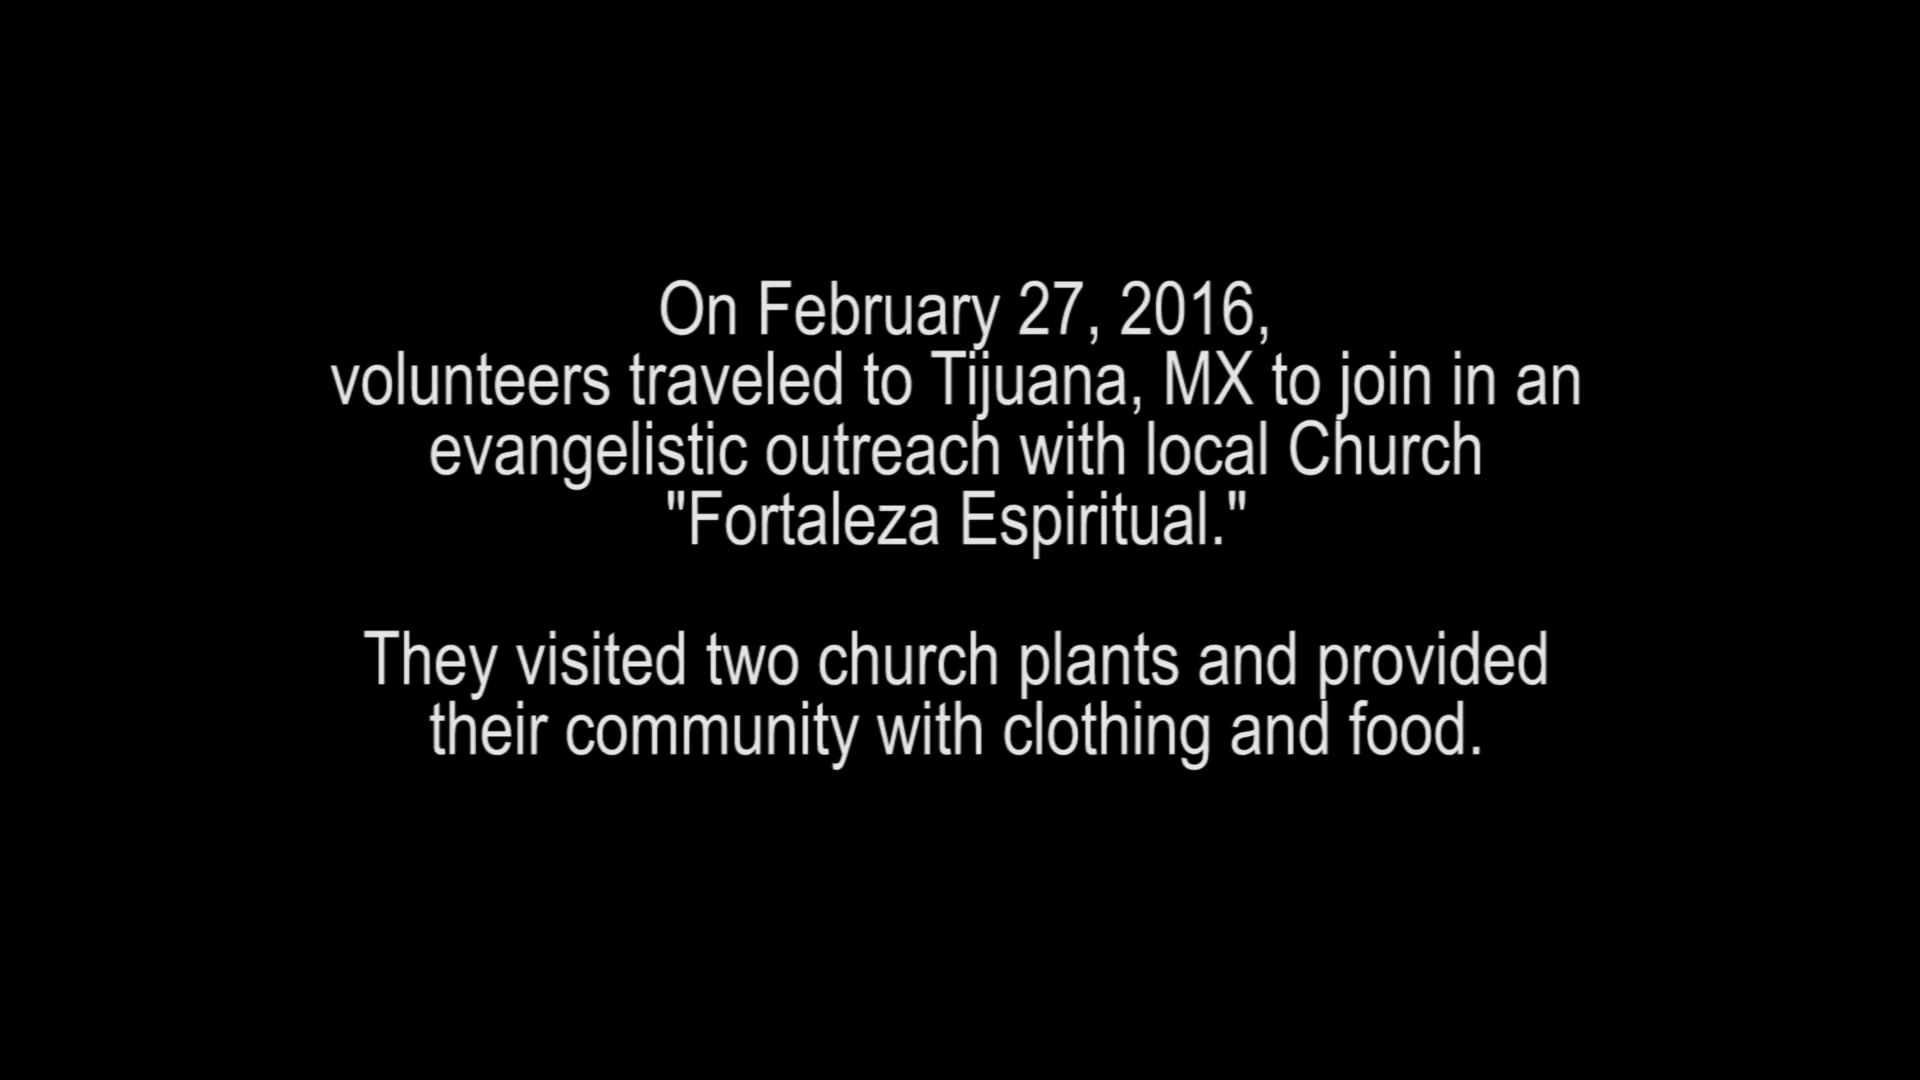 On February 27, 2016,
volunteers traveled to Tijuana, MX to join in an
evangelistic outreach with local Church
"Fortaleza Espiritual."
They visited two church plants and provided
their community with clothing and food.